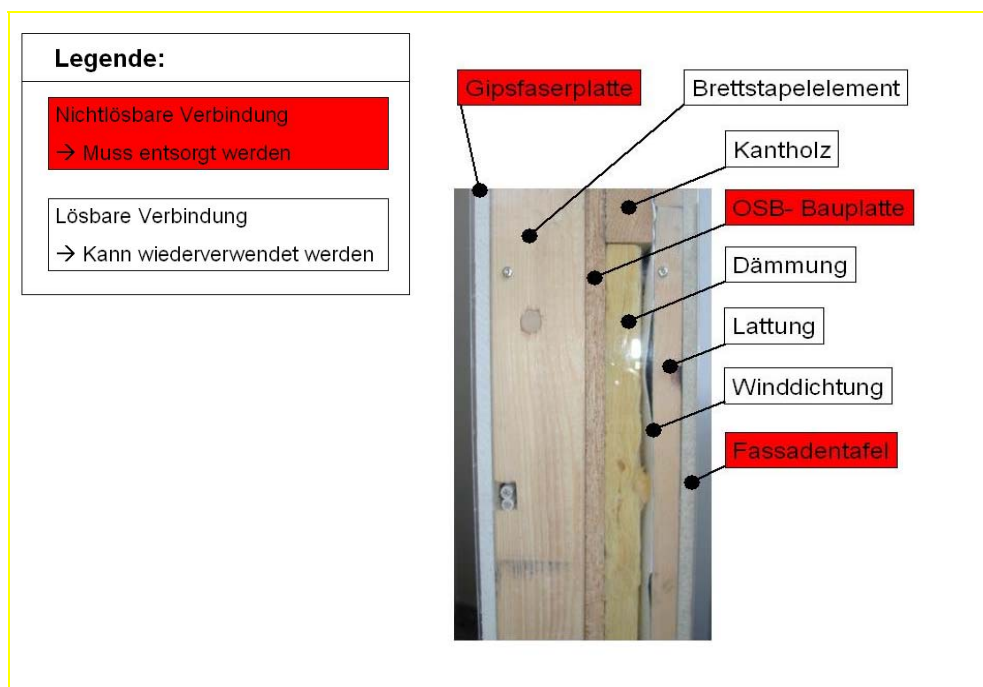 Legende:
Nichtlösbare Verbindung
→ Muss entsorgt werden
Lösbare Verbindung
→ Kann wiederverwendet werden
Gipsfaserplatte
Brettstapelelement
Kantholz
OSB- Bauplatte
Dämmung
Lattung
Winddichtung
Fassadentafel